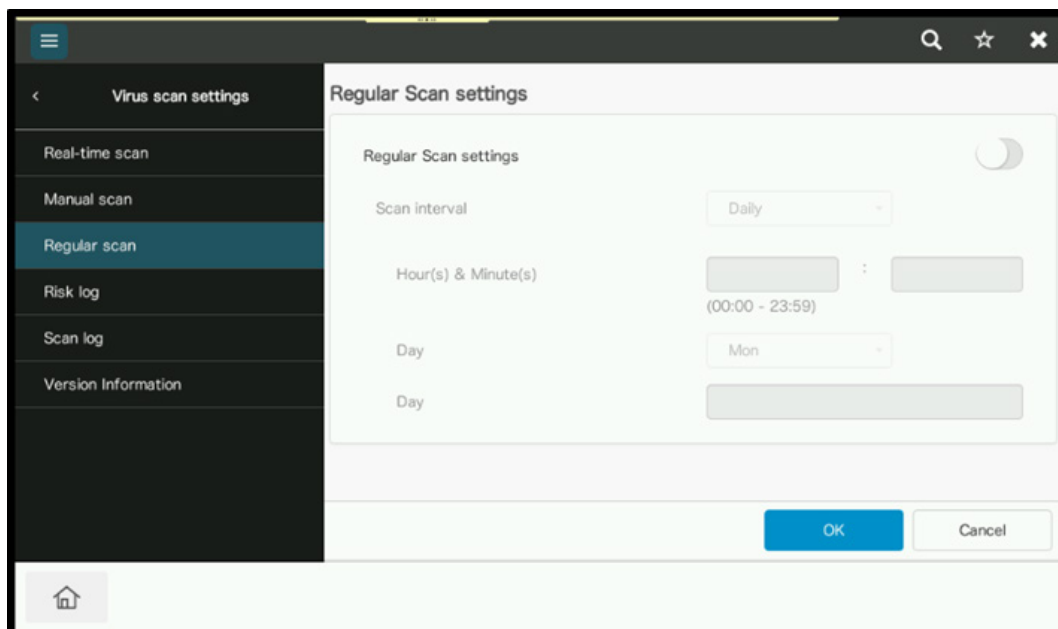 Virus scan settings
Real-time scan
Manual scan
Regular scan
Risk log
Scan log
Version Information
Regular Scan settings
Regular Scan settings
Scan interval
Daily
Hour(s) & Minute(s)
:
(00:00 - 23:59)
Day
Mon
Day
OK
Cancel